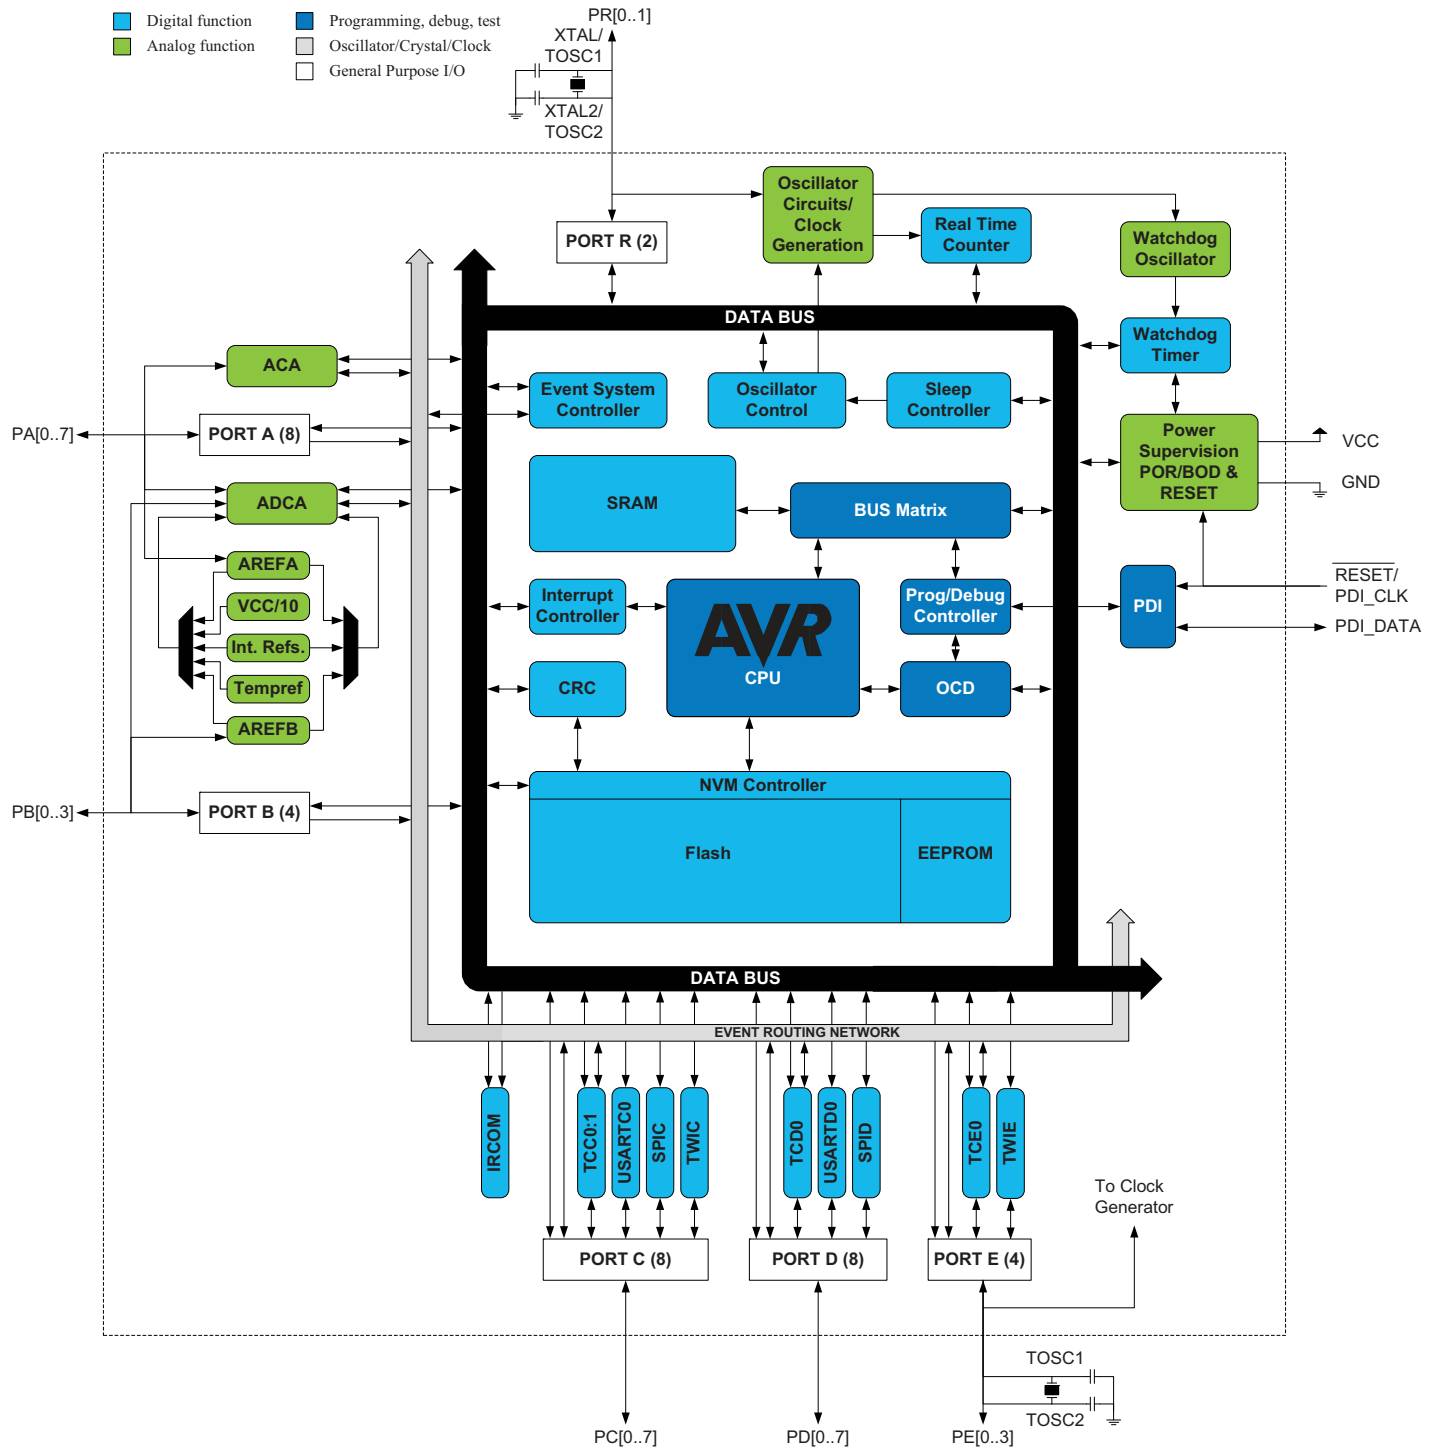 Digital function
Analog function
Programming, debug, test
Oscillator/Crystal/Clock
General Purpose I/O
PR[0..1]
XTAL/
TOSC1
XTAL2/
TOSC2
Oscillator
Circuits/
Clock
Generation
Real Time
Counter
PORT R (2)
Watchdog
Oscillator
DATA BUS
Watchdog
Timer
ACA
Event System
Controller
Oscillator
Control
Sleep
Controller
PA[0..7]
PORT A (8)
Power
Supervision
POR/BOD &
RESET
VCC
GND
ADCA
SRAM
BUS Matrix
AREFA
VCC/10
Int. Refs.
Tempref
AREFB
Interrupt
Controller
AVR
CPU
Prog/Debug
Controller
PDI
RESET/
PDI_CLK
PDI_DATA
CRC
OCD
NVM Controller
Flash
EEPROM
PB[0..3]
PORT B (4)
DATA BUS
EVENT ROUTING NETWORK
IRCOM
TCC0:1
USARTC0
SPIC
TWIC
TCD0
USARTD0
SPID
TCE0
TWIE
To Clock
Generator
PORT C (8)
PORT D (8)
PORT E (4)
TOSC1
TOSC2
PC[0..7]
PD[0..7]
PE[0..3]